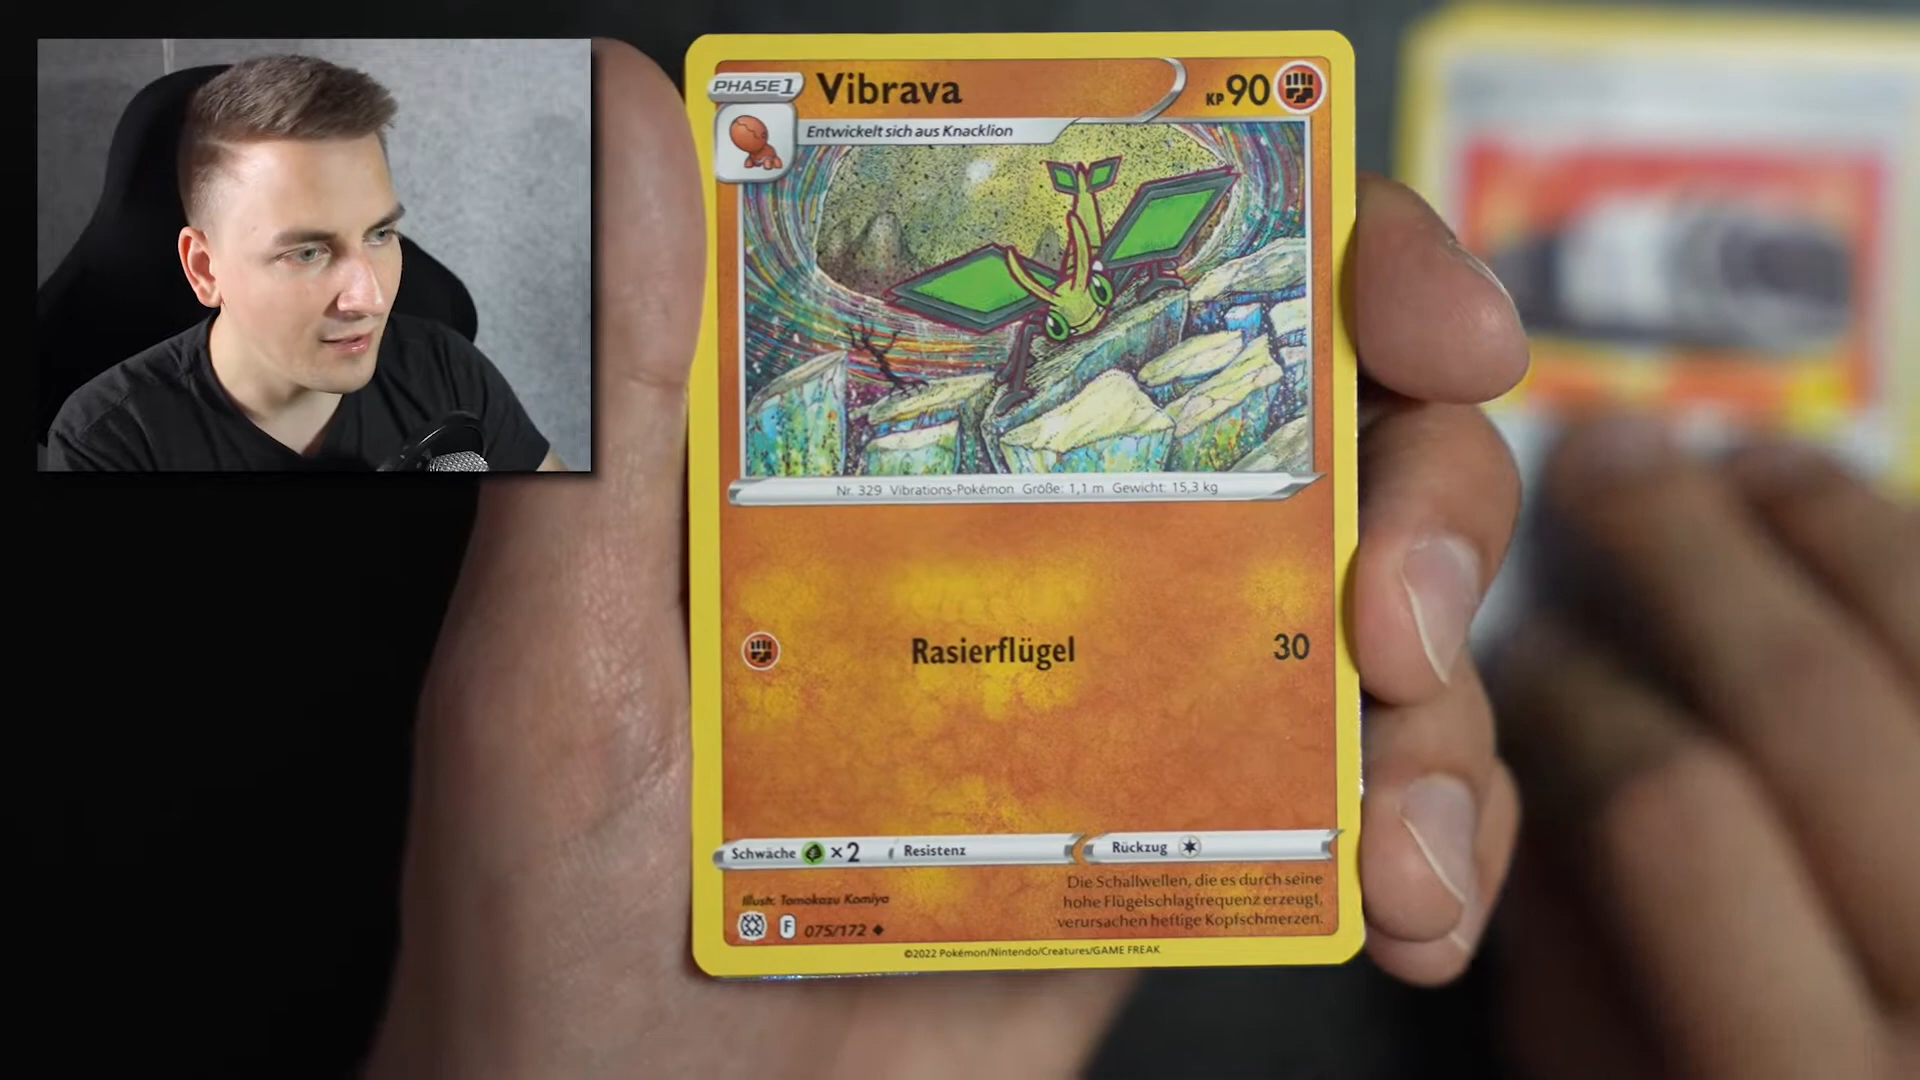 PHASE 1 Vibrava KP 90
Entwickelt sich aus Knacklion
Nr. 329 Vibrations-Pokémon Größe: 1,1 m Gewicht: 15,3 kg
Rasierflügel 30
Schwäche ×2 Resistenz Rückzug
Die Schallwellen, die es durch seine
hohe Flügelschlagfrequenz erzeugt,
verursachen heftige Kopfschmerzen.
Illustr. Tomokazu Komiya
F 075/172
©2022 Pokémon/Nintendo/Creatures/GAME FREAK